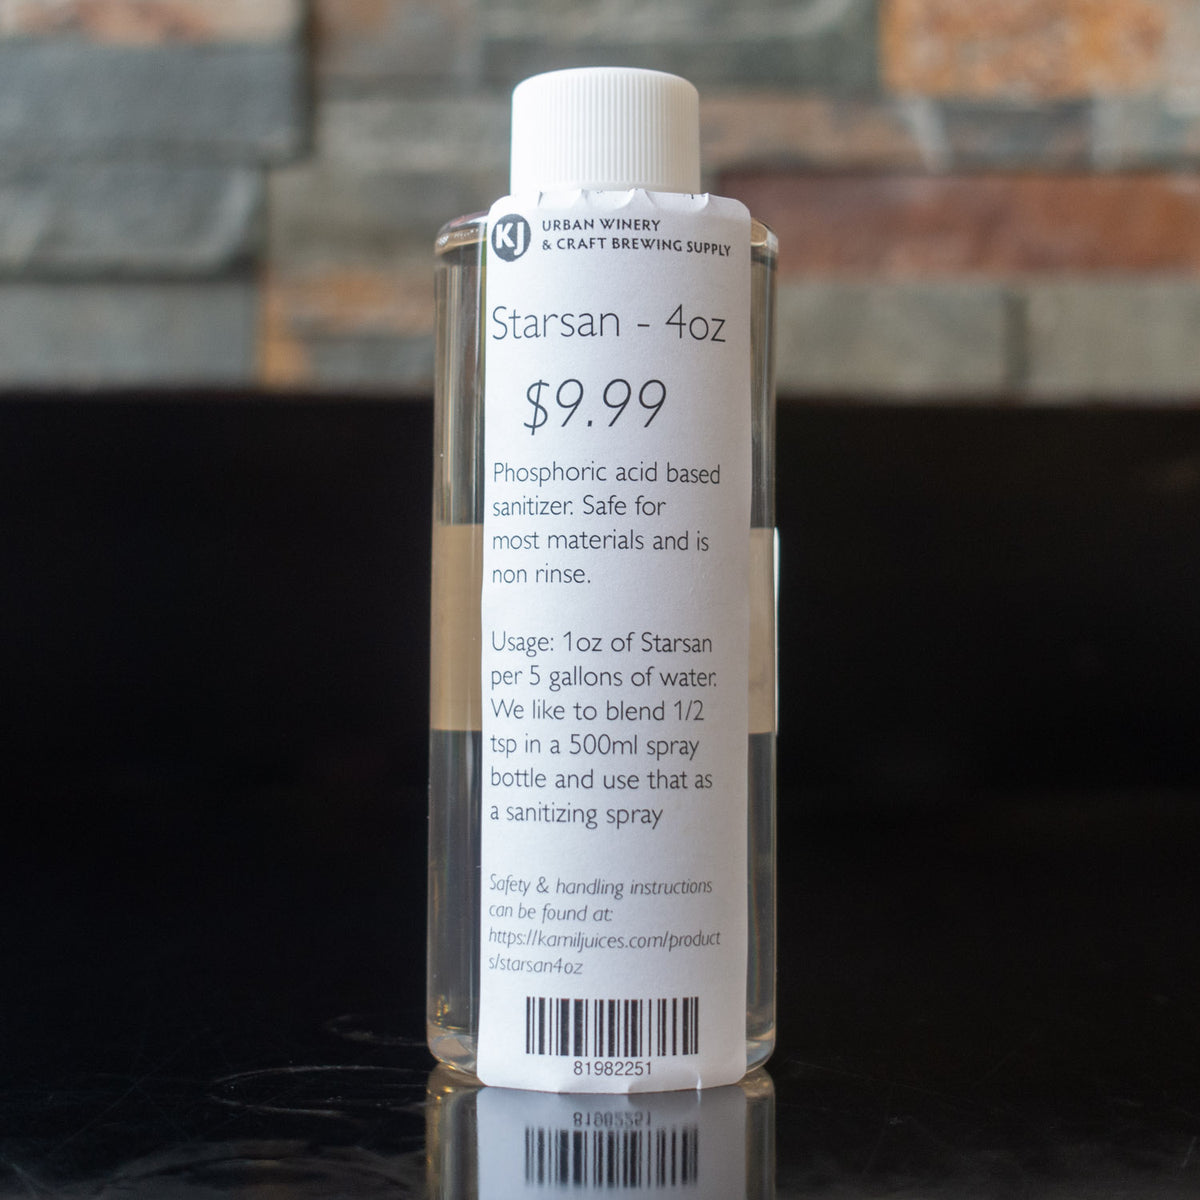 KJ
URBAN WINERY
& CRAFT BREWING SUPPLY
Starsan - 4oz
$9.99
Phosphoric acid based
sanitizer. Safe for
most materials and is
non rinse.
Usage: 1oz of Starsan
per 5 gallons of water.
We like to blend 1/2
tsp in a 500ml spray
bottle and use that as
a sanitizing spray
Safety & handling instructions
can be found at:
https://kamiljuices.com/product
s/starsan4oz
81982251